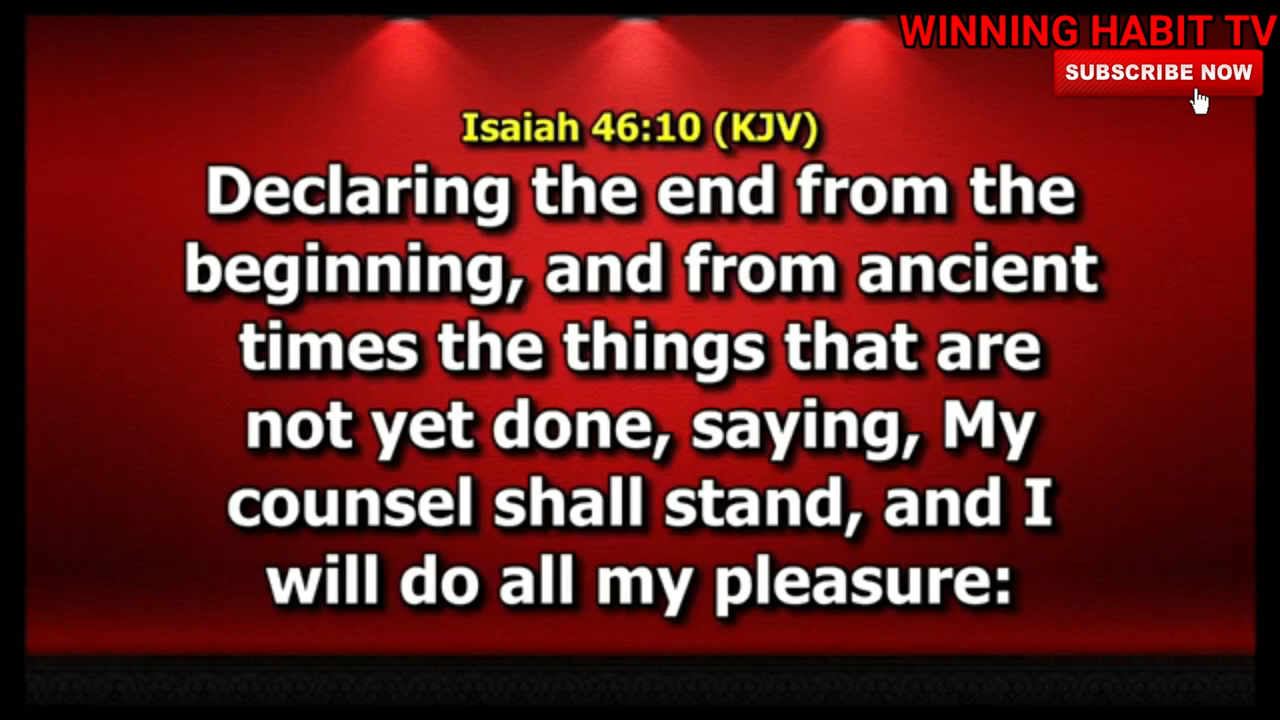 WINNING HABIT TV
SUBSCRIBE NOW
Isaiah 46:10 (KJV)
Declaring the end from the
beginning, and from ancient
times the things that are
not yet done, saying, My
counsel shall stand, and I
will do all my pleasure: